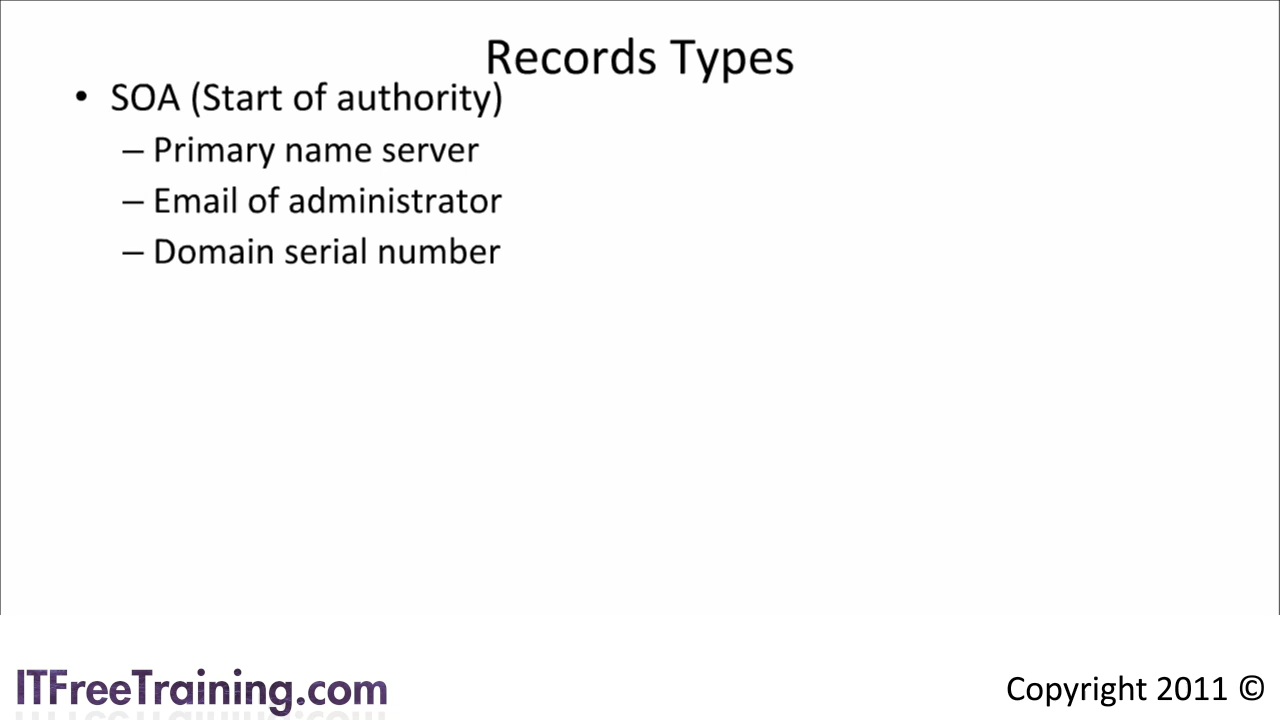 Records Types
• SOA (Start of authority)
– Primary name server
– Email of administrator
– Domain serial number
ITFreeTraining.com
Copyright 2011 ©